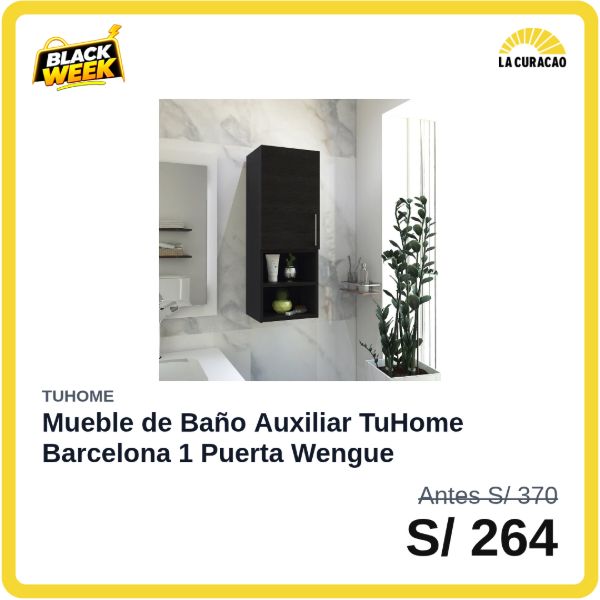 BLACK
WEEK
LA CURACAO
TUHOME
Mueble de Baño Auxiliar TuHome
Barcelona 1 Puerta Wengue
Antes S/ 370
S/ 264